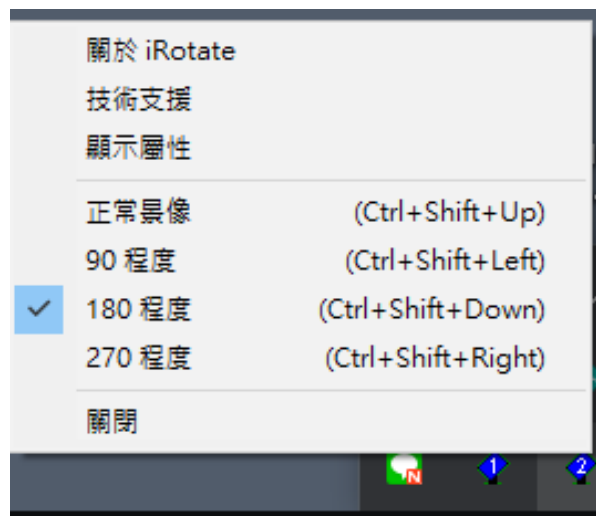 關於 iRotate
技術支援
顯示屬性
正常景像 (Ctrl+Shift+Up)
90 程度 (Ctrl+Shift+Left)
180 程度 (Ctrl+Shift+Down)
270 程度 (Ctrl+Shift+Right)
關閉
N 1 2